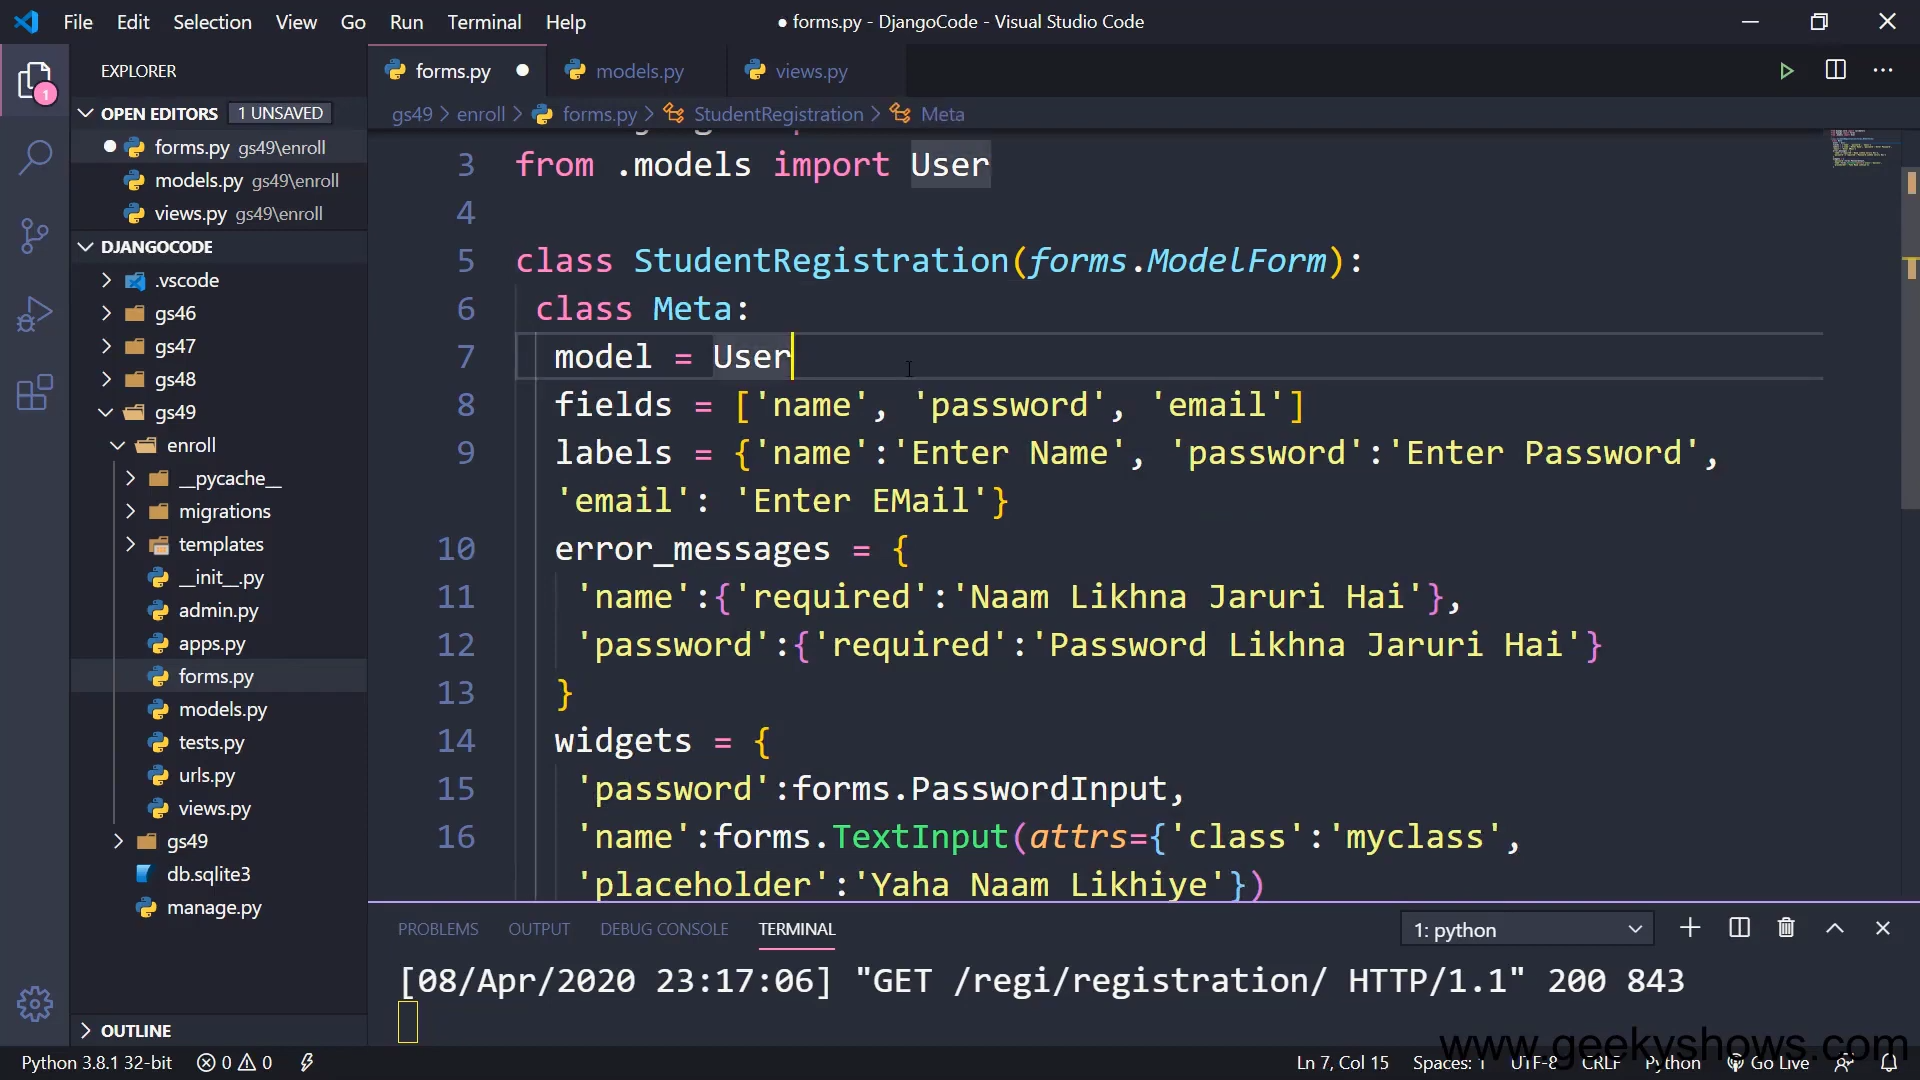 File Edit Selection View Go Run Terminal Help
● forms.py - DjangoCode - Visual Studio Code
EXPLORER
OPEN EDITORS 1 UNSAVED
forms.py gs49\enroll
models.py gs49\enroll
views.py gs49\enroll
DJANGOCODE
.vscode
gs46
gs47
gs48
gs49
enroll
__pycache__
migrations
templates
__init__.py
admin.py
apps.py
forms.py
models.py
tests.py
urls.py
views.py
gs49
db.sqlite3
manage.py
OUTLINE
1
forms.py models.py views.py
gs49 > enroll > forms.py > StudentRegistration > Meta
3 from .models import User
4
5 class StudentRegistration(forms.ModelForm):
6 class Meta:
7 model = User
8 fields = ['name', 'password', 'email']
9 labels = {'name':'Enter Name', 'password':'Enter Password',
'email': 'Enter EMail'}
10 error_messages = {
11 'name':{'required':'Naam Likhna Jaruri Hai'},
12 'password':{'required':'Password Likhna Jaruri Hai'}
13 }
14 widgets = {
15 'password':forms.PasswordInput,
16 'name':forms.TextInput(attrs={'class':'myclass',
'placeholder':'Yaha Naam Likhiye'})
PROBLEMS OUTPUT DEBUG CONSOLE TERMINAL 1: python
[08/Apr/2020 23:17:06] "GET /regi/registration/ HTTP/1.1" 200 843
www.geekyshows.com
Python 3.8.1 32-bit 0 0 Ln 7, Col 15 Spaces: 1 UTF-8 CRLF Python Go Live